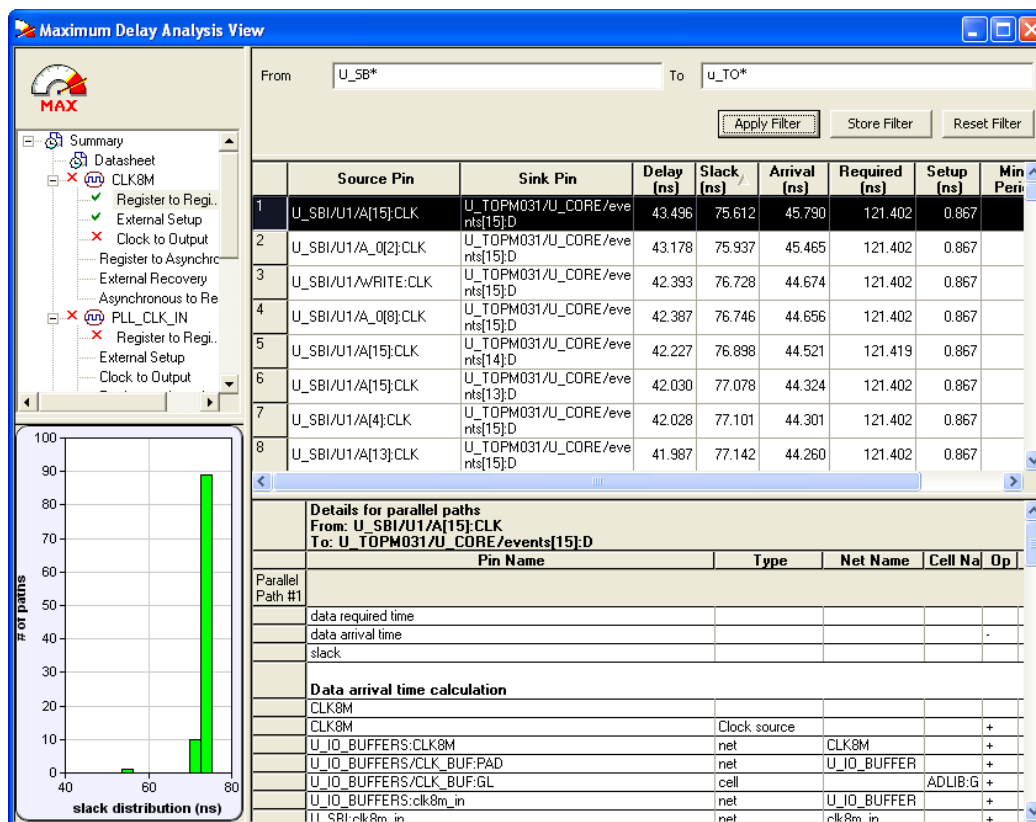 Maximum Delay Analysis View
MAX
From U_SB* To u_TO*
Apply Filter Store Filter Reset Filter
Summary
Datasheet
CLK8M
Register to Regi..
External Setup
Clock to Output
Register to Asynchro
External Recovery
Asynchronous to Re
PLL_CLK_IN
Register to Regi..
External Setup
Clock to Output
Source Pin Sink Pin Delay (ns) Slack (ns) Arrival (ns) Required (ns) Setup (ns) Min Peri
1 U_SBI/U1/A[15]:CLK U_TOPM031/U_CORE/events[15]:D 43.496 75.612 45.790 121.402 0.867
2 U_SBI/U1/A_0[2]:CLK U_TOPM031/U_CORE/events[15]:D 43.178 75.937 45.465 121.402 0.867
3 U_SBI/U1/WRITE:CLK U_TOPM031/U_CORE/events[15]:D 42.393 76.728 44.674 121.402 0.867
4 U_SBI/U1/A_0[8]:CLK U_TOPM031/U_CORE/events[15]:D 42.387 76.746 44.656 121.402 0.867
5 U_SBI/U1/A[15]:CLK U_TOPM031/U_CORE/events[14]:D 42.227 76.898 44.521 121.419 0.867
6 U_SBI/U1/A[15]:CLK U_TOPM031/U_CORE/events[13]:D 42.030 77.078 44.324 121.402 0.867
7 U_SBI/U1/A[4]:CLK U_TOPM031/U_CORE/events[15]:D 42.028 77.101 44.301 121.402 0.867
8 U_SBI/U1/A[13]:CLK U_TOPM031/U_CORE/events[15]:D 41.987 77.142 44.260 121.402 0.867
100
90
80
70
60
50
40
30
20
10
0
# of paths
40 60 80
slack distribution (ns)
Details for parallel paths
From: U_SBI/U1/A[15]:CLK
To: U_TOPM031/U_CORE/events[15]:D
Pin Name Type Net Name Cell Na Op
Parallel Path #1
data required time
data arrival time -
slack
Data arrival time calculation
CLK8M
CLK8M Clock source +
U_IO_BUFFERS:CLK8M net CLK8M +
U_IO_BUFFERS/CLK_BUF:PAD net U_IO_BUFFER +
U_IO_BUFFERS/CLK_BUF:GL cell ADLIB:G +
U_IO_BUFFERS:clk8m_in net U_IO_BUFFER +
U_SBI:clk8m_in net clk8m_in +